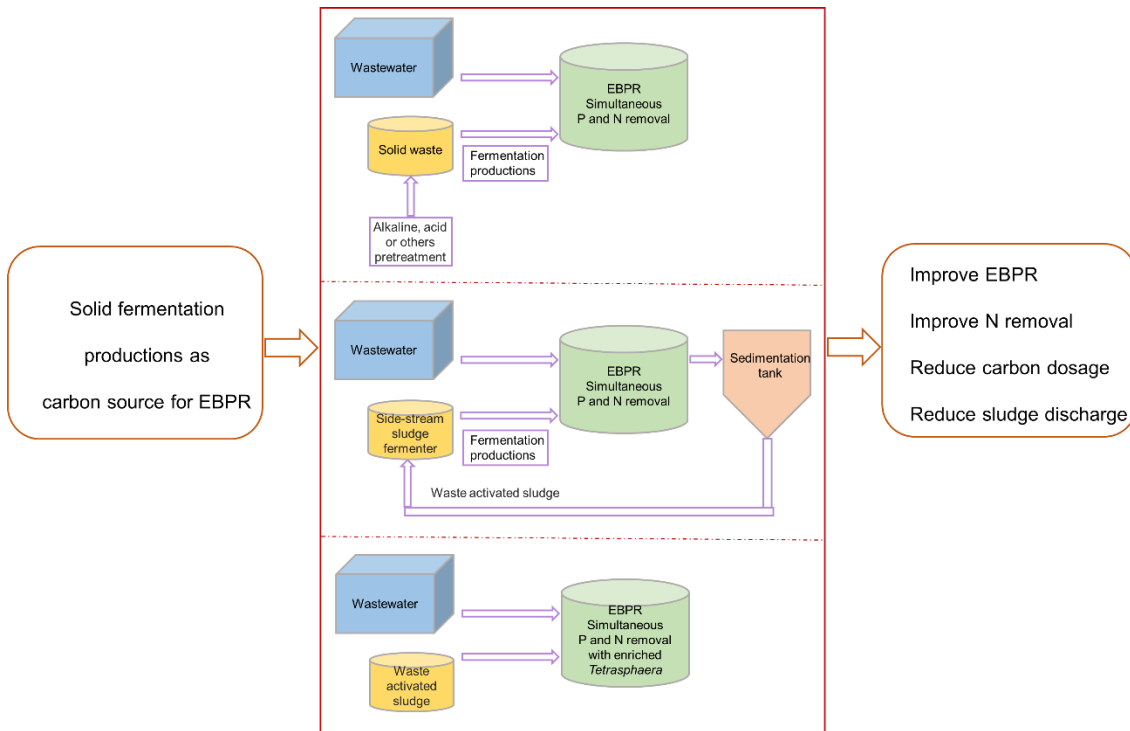 Solid fermentation
productions as
carbon source for EBPR
Wastewater
EBPR
Simultaneous
P and N removal
Solid waste
Fermentation
productions
Alkaline, acid
or others
pretreatment
Wastewater
EBPR
Simultaneous
P and N removal
Sedimentation
tank
Side-stream
sludge
fermenter
Fermentation
productions
Waste activated sludge
Wastewater
EBPR
Simultaneous
P and N removal
with enriched
Tetrasphaera
Waste
activated
sludge
Improve EBPR
Improve N removal
Reduce carbon dosage
Reduce sludge discharge